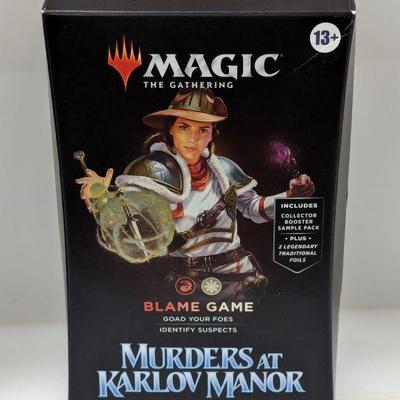 13+
MAGIC
THE GATHERING
INCLUDES
COLLECTOR
BOOSTER
SAMPLE PACK
• PLUS •
2 LEGENDARY
TRADITIONAL
FOILS
BLAME GAME
GOAD YOUR FOES
IDENTIFY SUSPECTS
MURDERS AT
KARLOV MANOR